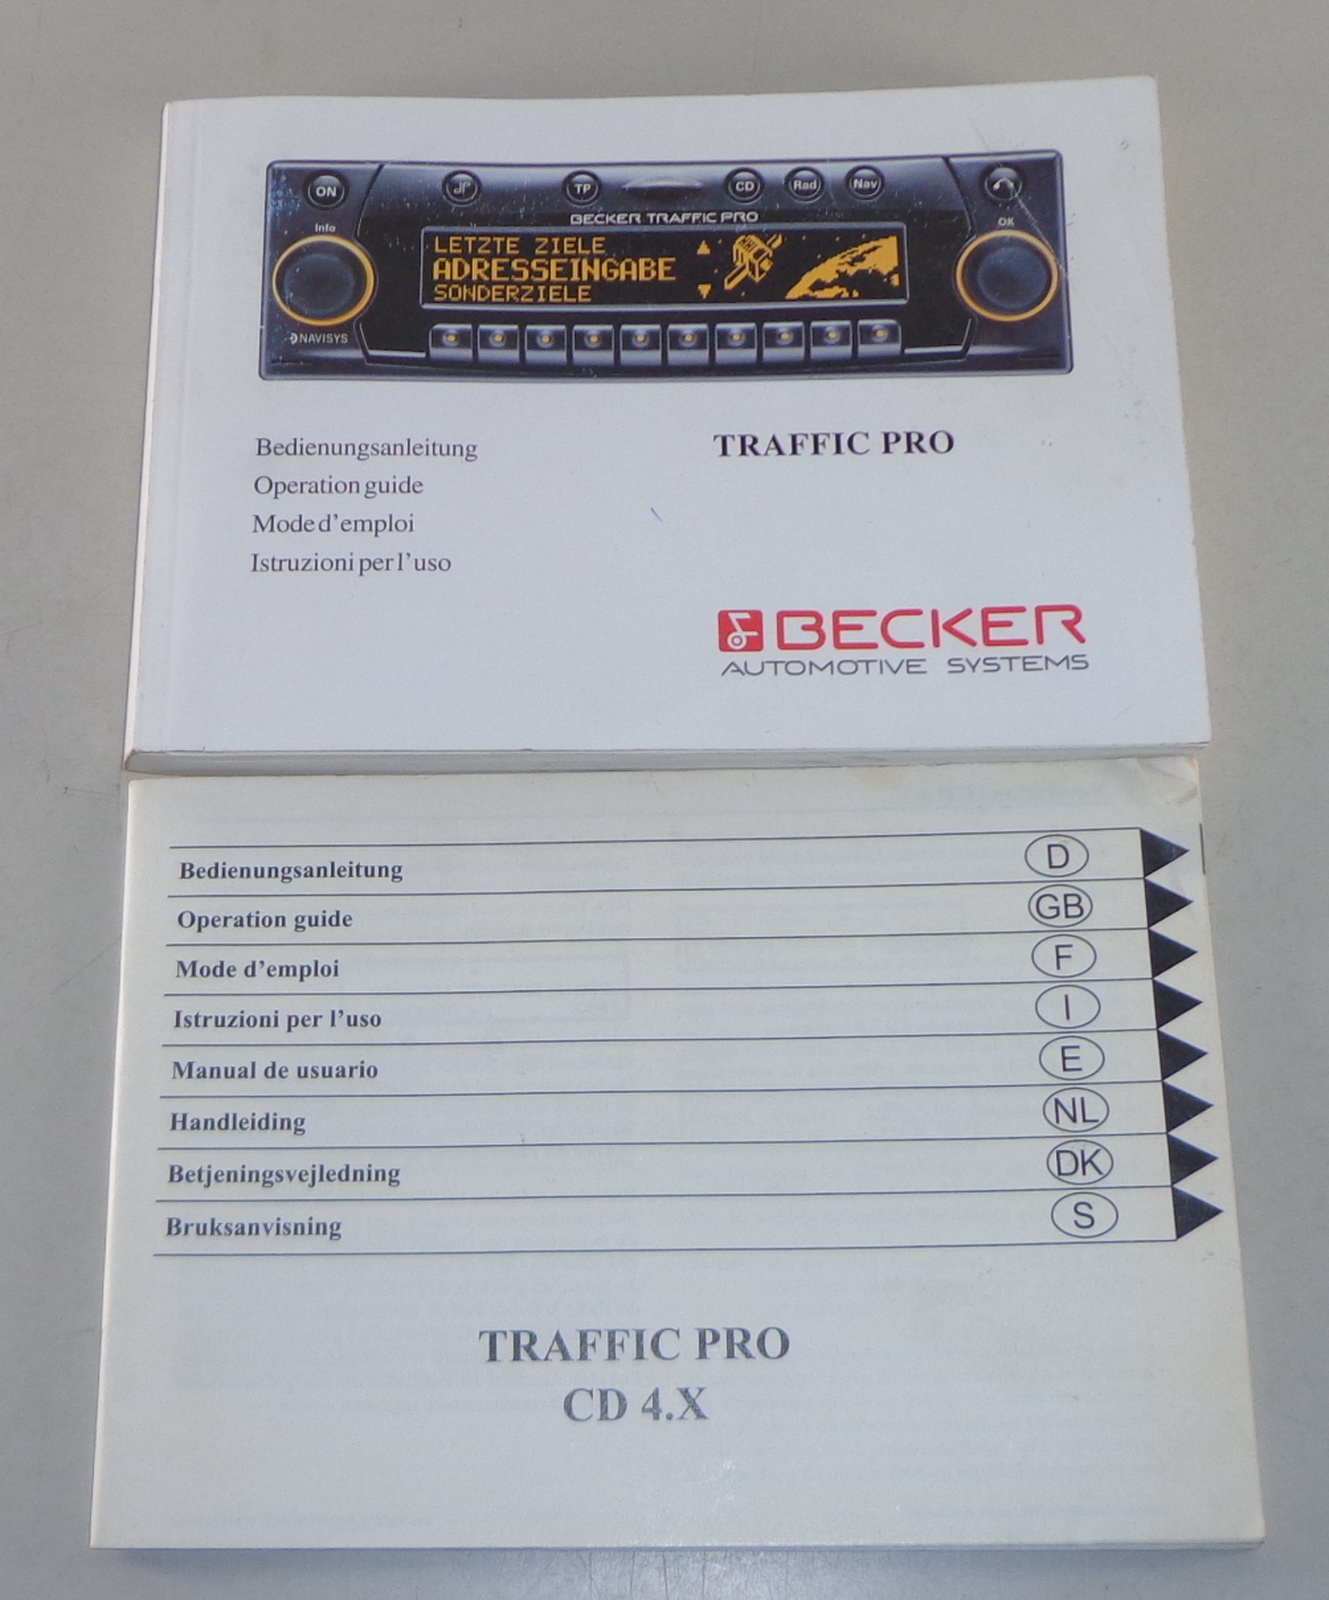 ON
TP
CD
Rad
Nav
Info
OK
BECKER TRAFFIC PRO
LETZTE ZIELE
ADRESSEINGABE
SONDERZIELE
NAVISYS
Bedienungsanleitung
Operation guide
Mode d'emploi
Istruzioni per l'uso
TRAFFIC PRO
BECKER
AUTOMOTIVE SYSTEMS
Bedienungsanleitung D
Operation guide GB
Mode d'emploi F
Istruzioni per l'uso I
Manual de usuario E
Handleiding NL
Betjeningsvejledning DK
Bruksanvisning S
TRAFFIC PRO
CD 4.X